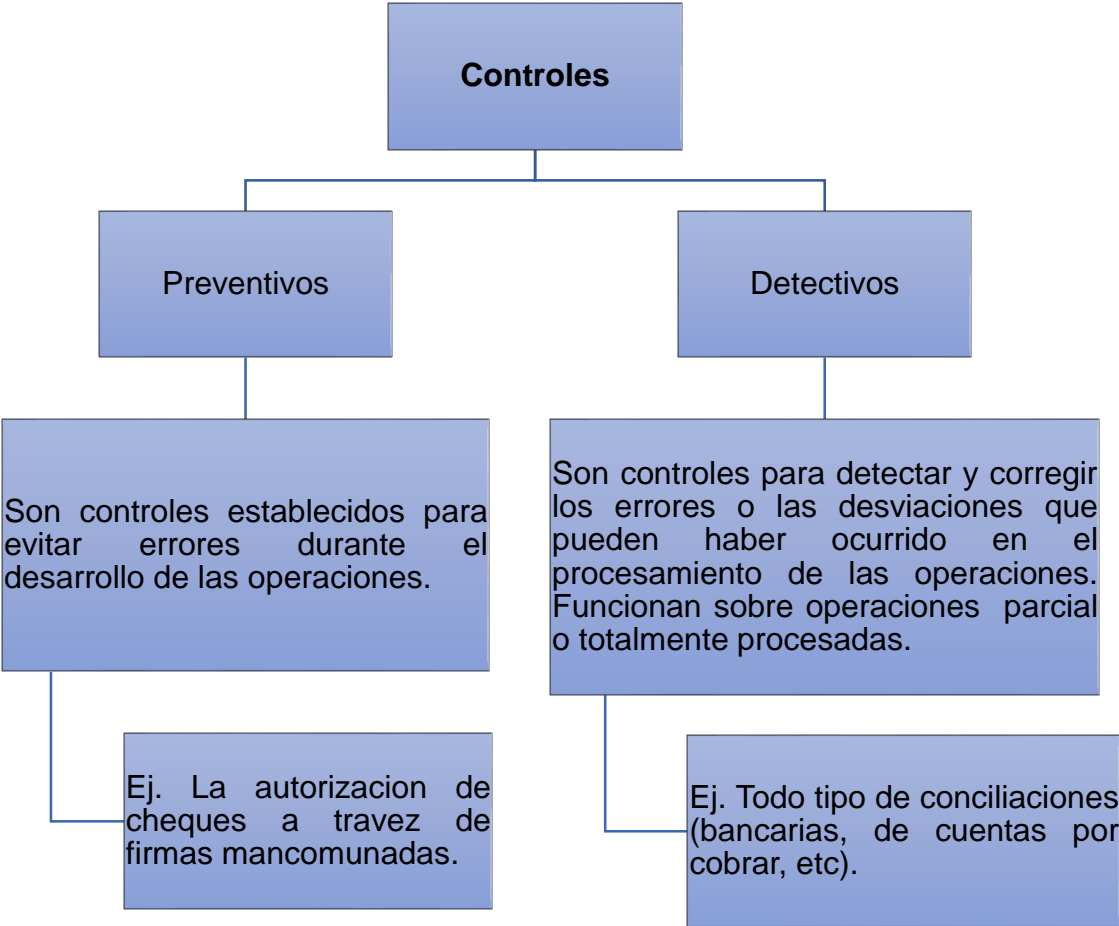 Controles
Preventivos
Detectivos
Son controles establecidos para
evitar errores durante el
desarrollo de las operaciones.
Son controles para detectar y corregir
los errores o las desviaciones que
pueden haber ocurrido en el
procesamiento de las operaciones.
Funcionan sobre operaciones parcial
o totalmente procesadas.
Ej. La autorizacion de
cheques a travez de
firmas mancomunadas.
Ej. Todo tipo de conciliaciones
(bancarias, de cuentas por
cobrar, etc).